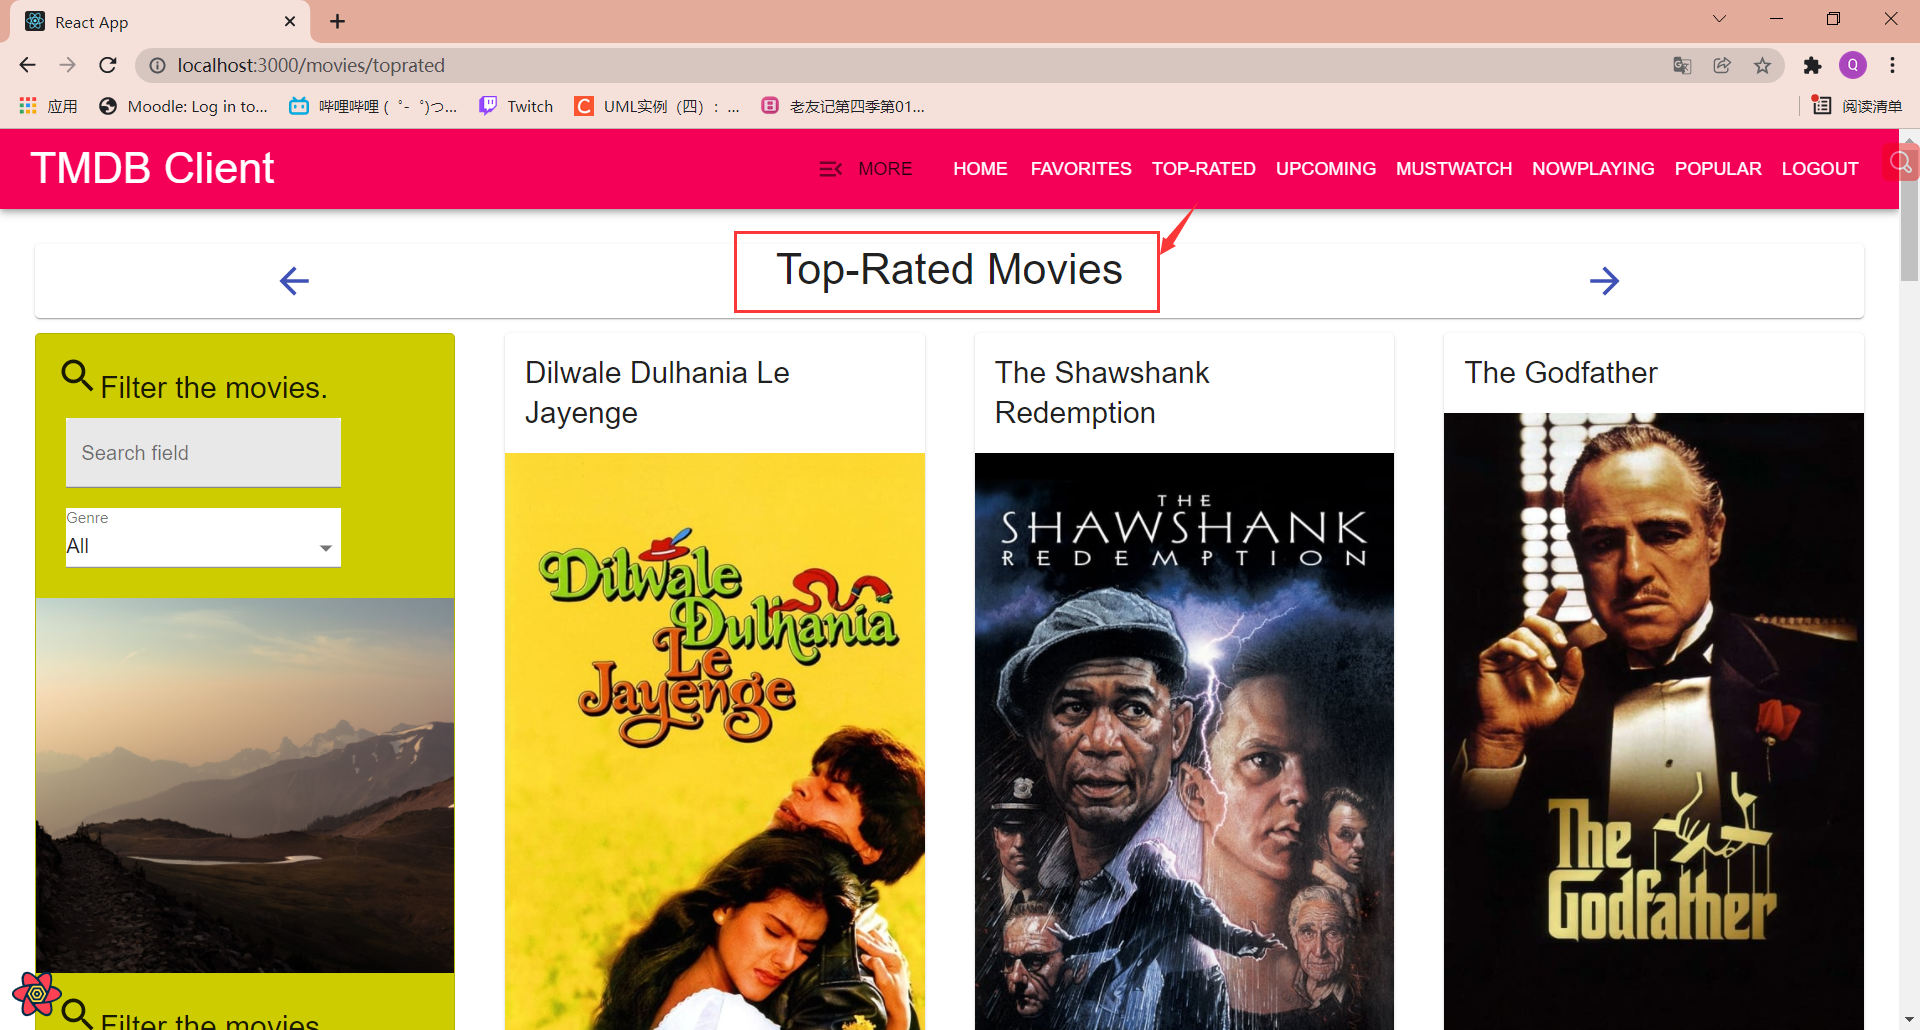 React App
localhost:3000/movies/toprated
Q
应用
Moodle: Log in to...
哔哩哔哩 ( ゜- ゜)つ...
Twitch
UML实例（四）：...
老友记第四季第01...
阅读清单
TMDB Client
MORE
HOME
FAVORITES
TOP-RATED
UPCOMING
MUSTWATCH
NOWPLAYING
POPULAR
LOGOUT
Top-Rated Movies
Filter the movies.
Search field
Genre
All
Dilwale Dulhania Le
Jayenge
Dilwale
Dulhania
Le
Jayenge
The Shawshank
Redemption
THE
SHAWSHANK
REDEMPTION
The Godfather
The
Godfather
Filter the movies.